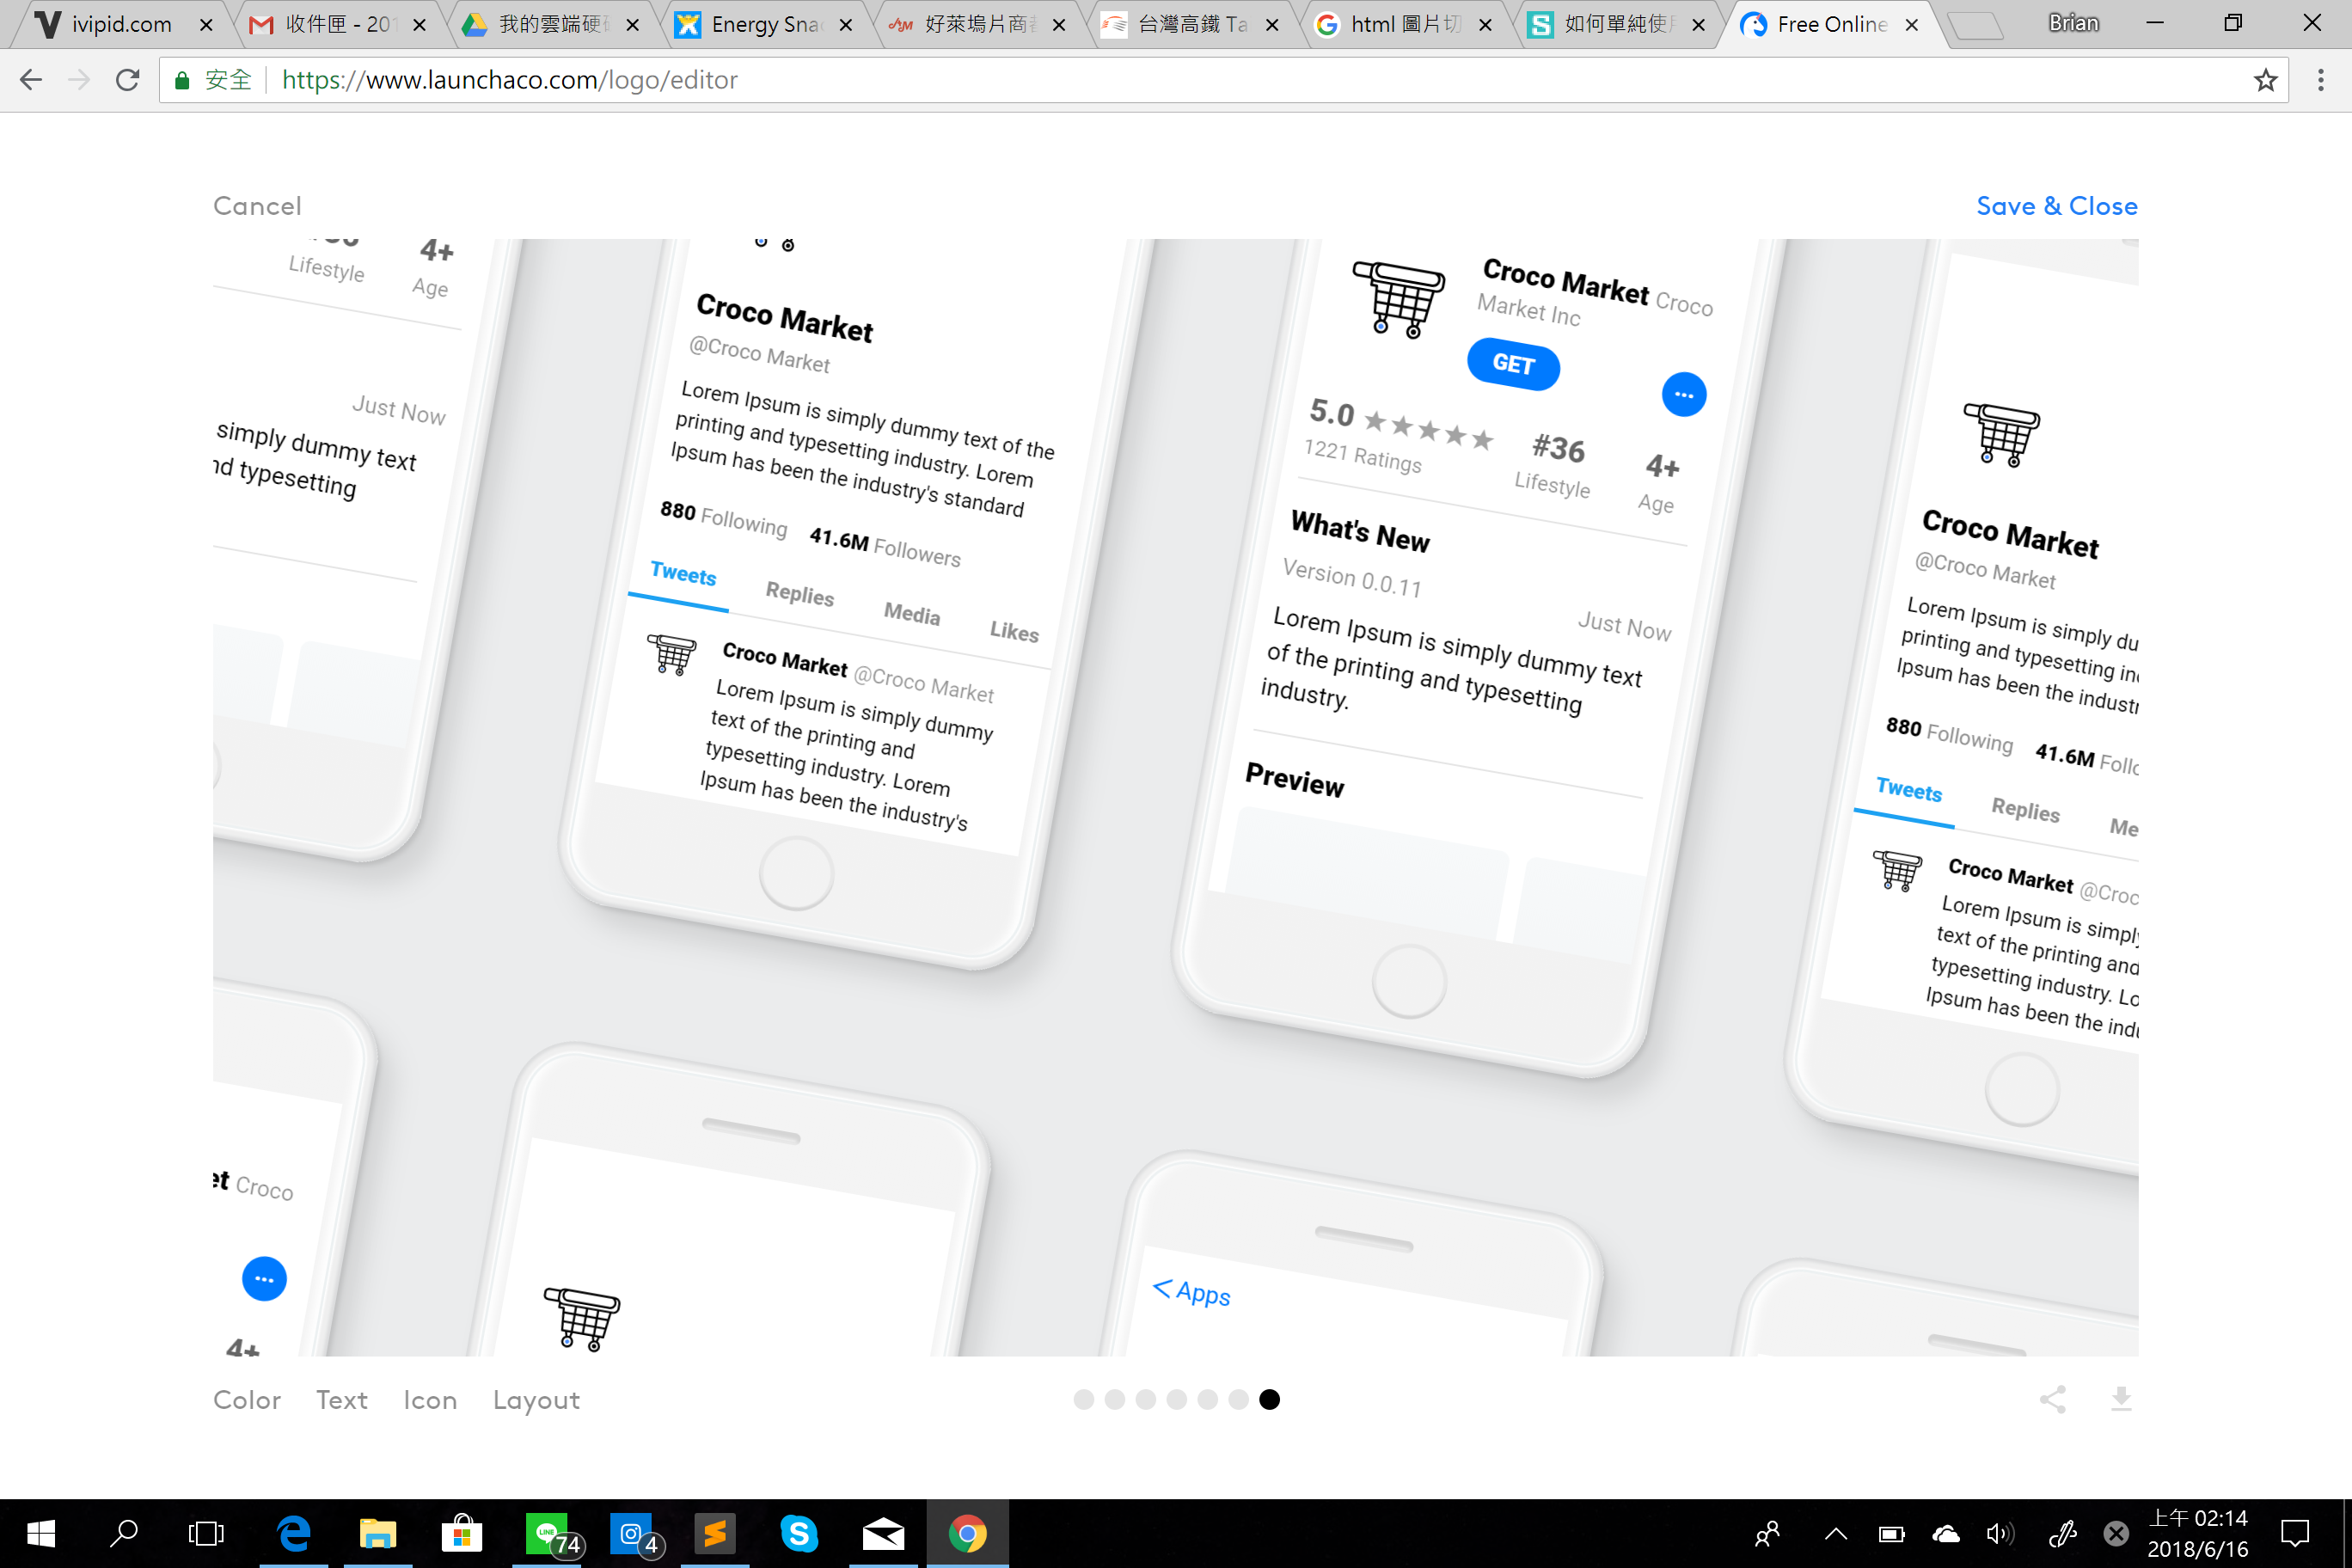 ivipid.com
收件匣 - 201
我的雲端硬碟
Energy Snac
好萊塢片商
台灣高鐵 Ta
html 圖片切
如何單純使用
Free Online
Brian
安全
https://www.launchaco.com/logo/editor
Cancel
Save & Close
Lifestyle
4+
Age
Just Now
simply dummy text
nd typesetting
Croco Market
@Croco Market
Lorem Ipsum is simply dummy text of the
printing and typesetting industry. Lorem
Ipsum has been the industry's standard
880 Following 41.6M Followers
Tweets Replies Media Likes
Croco Market @Croco Market
Lorem Ipsum is simply dummy
text of the printing and
typesetting industry. Lorem
Ipsum has been the industry's
Croco Market Croco
Market Inc
GET
5.0 ★★★★★
1221 Ratings
#36
Lifestyle
4+
Age
What's New
Version 0.0.11
Just Now
Lorem Ipsum is simply dummy text
of the printing and typesetting
industry.
Preview
Croco Market
@Croco Market
Lorem Ipsum is simply du
printing and typesetting in
Ipsum has been the industr
880 Following 41.6M Follo
Tweets Replies Me
Croco Market @Croc
Lorem Ipsum is simply
text of the printing and
typesetting industry. Lo
Ipsum has been the indu
et Croco
4+
< Apps
Color Text Icon Layout
LINE
74
4
上午 02:14
2018/6/16